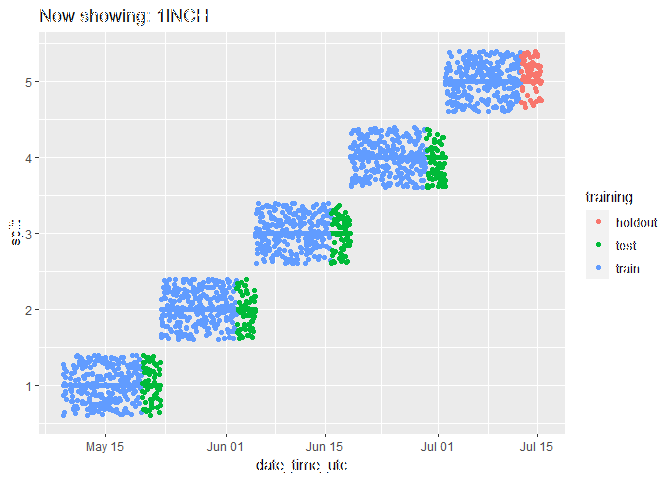 Now showing: 1INCH
5
4
3
2
1
split
May 15
Jun 01
Jun 15
Jul 01
Jul 15
date_time_utc
training
holdout
test
train